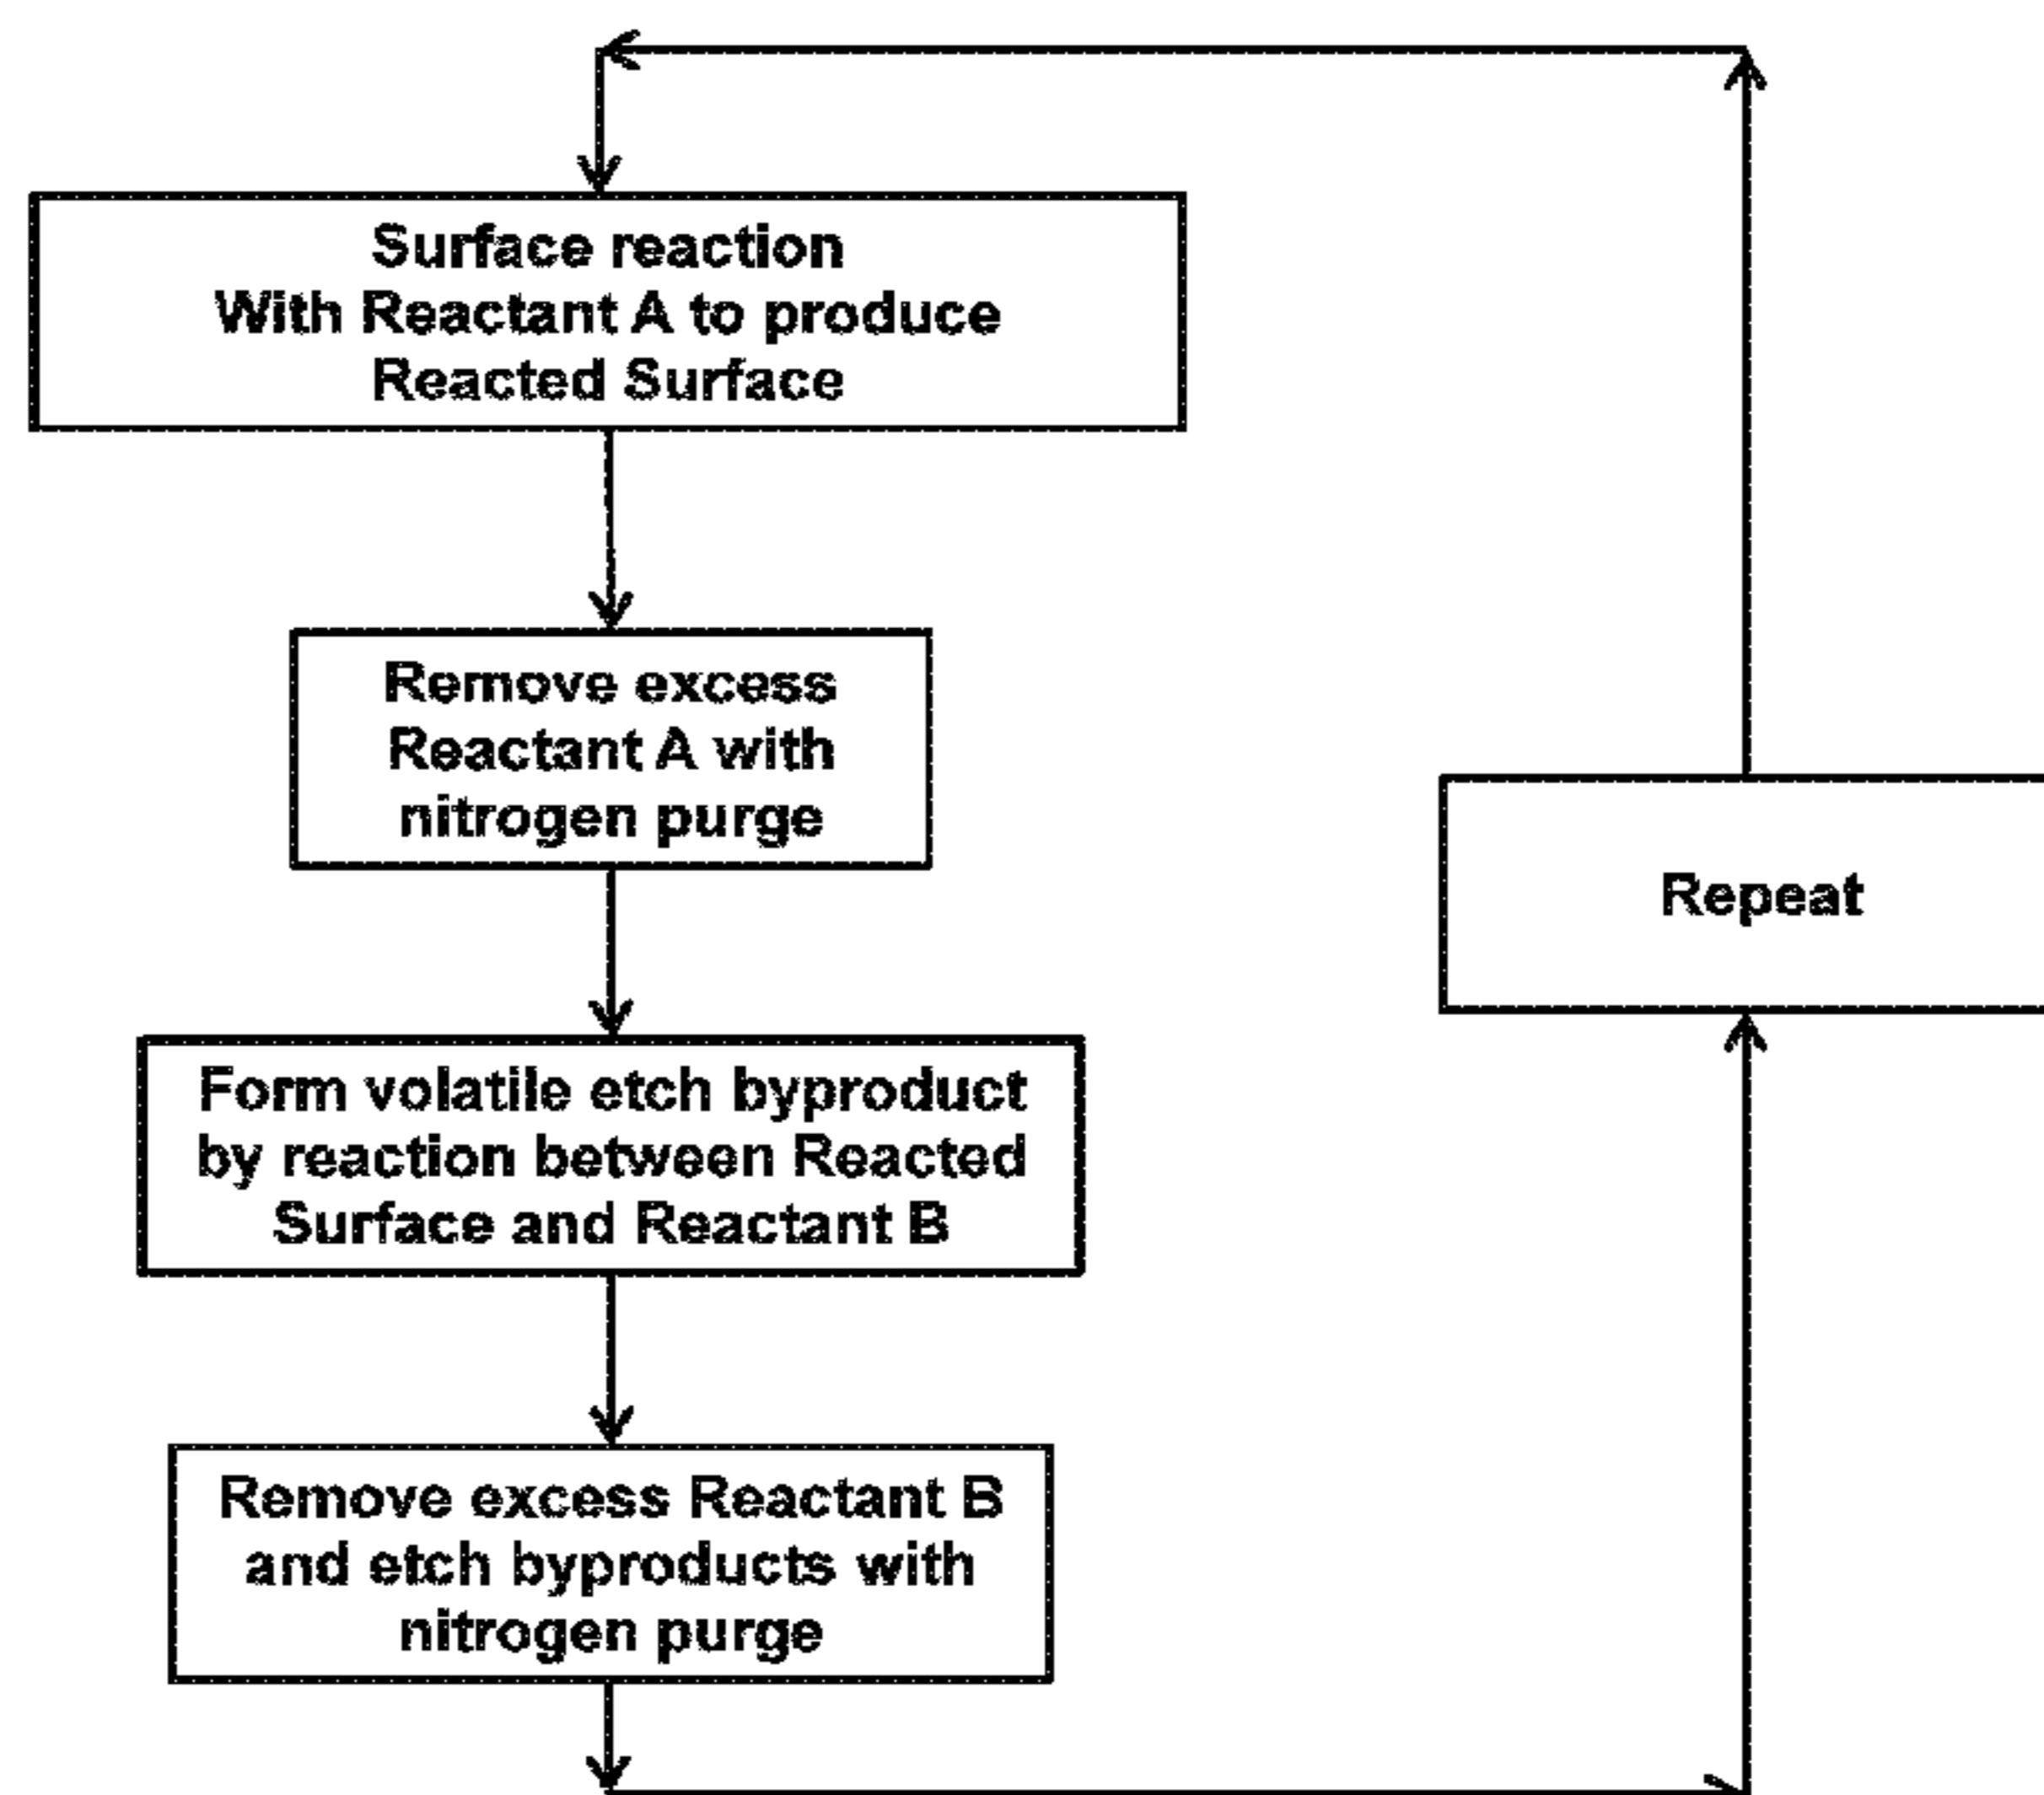 Surface reaction
With Reactant A to produce
Reacted Surface
Remove excess
Reactant A with
nitrogen purge
Repeat
Form volatile etch byproduct
by reaction between Reacted
Surface and Reactant B
Remove excess Reactant B
and etch byproducts with
nitrogen purge